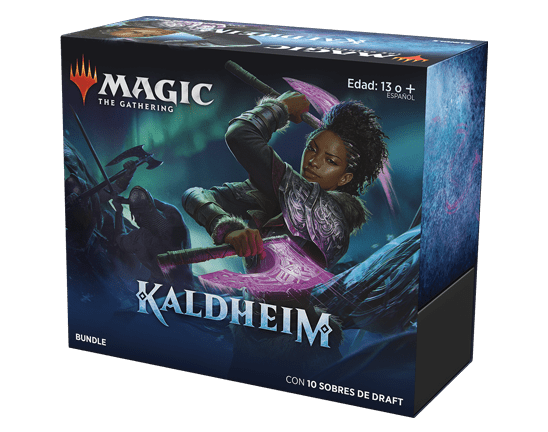 MAGIC
THE GATHERING
Edad: 13 o +
ESPAÑOL
KALDHEIM
BUNDLE
CON 10 SOBRES DE DRAFT